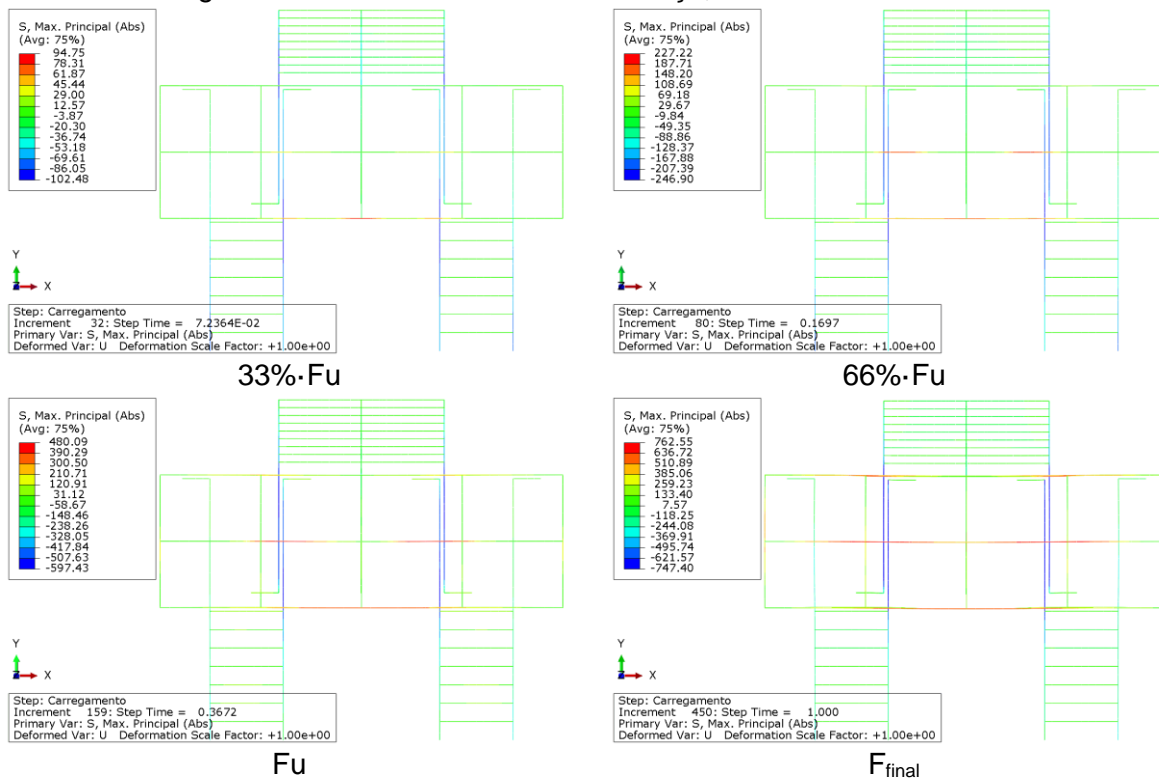 S, Max. Principal (Abs)
(Avg: 75%)
94.75
78.31
61.87
45.44
29.00
12.57
-3.87
-20.30
-36.74
-53.18
-69.61
-86.05
-102.48
Y
X
Step: Carregamento
Increment 32: Step Time = 7.2364E-02
Primary Var: S, Max. Principal (Abs)
Deformed Var: U Deformation Scale Factor: +1.00e+00
33%·Fu
S, Max. Principal (Abs)
(Avg: 75%)
227.22
187.71
148.20
108.69
69.18
29.67
-9.84
-49.35
-88.86
-128.37
-167.88
-207.39
-246.90
Y
X
Step: Carregamento
Increment 80: Step Time = 0.1697
Primary Var: S, Max. Principal (Abs)
Deformed Var: U Deformation Scale Factor: +1.00e+00
66%·Fu
S, Max. Principal (Abs)
(Avg: 75%)
480.09
390.29
300.50
210.71
120.91
31.12
-58.67
-148.46
-238.26
-328.05
-417.84
-507.63
-597.43
Y
X
Step: Carregamento
Increment 159: Step Time = 0.3672
Primary Var: S, Max. Principal (Abs)
Deformed Var: U Deformation Scale Factor: +1.00e+00
Fu
S, Max. Principal (Abs)
(Avg: 75%)
762.55
636.72
510.89
385.06
259.23
133.40
7.57
-118.25
-244.08
-369.91
-495.74
-621.57
-747.40
Y
X
Step: Carregamento
Increment 450: Step Time = 1.000
Primary Var: S, Max. Principal (Abs)
Deformed Var: U Deformation Scale Factor: +1.00e+00
Ffinal